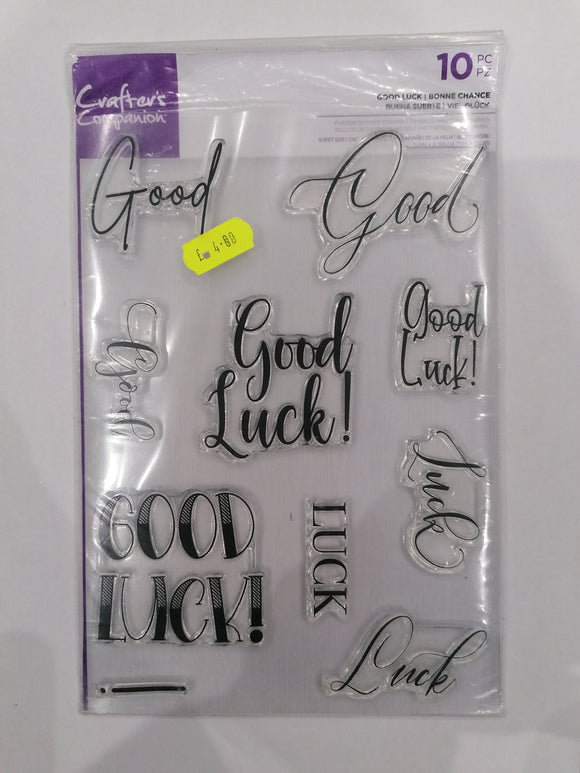 Crafter's
Companion
10 PC
PZ
GOOD LUCK | BONNE CHANCE
BUENA SUERTE | VIEL GLÜCK
Good
Good
£ 4.80
Good
Good
Luck!
Good
Luck!
Luck
GOOD
LUCK!
LUCK
Luck